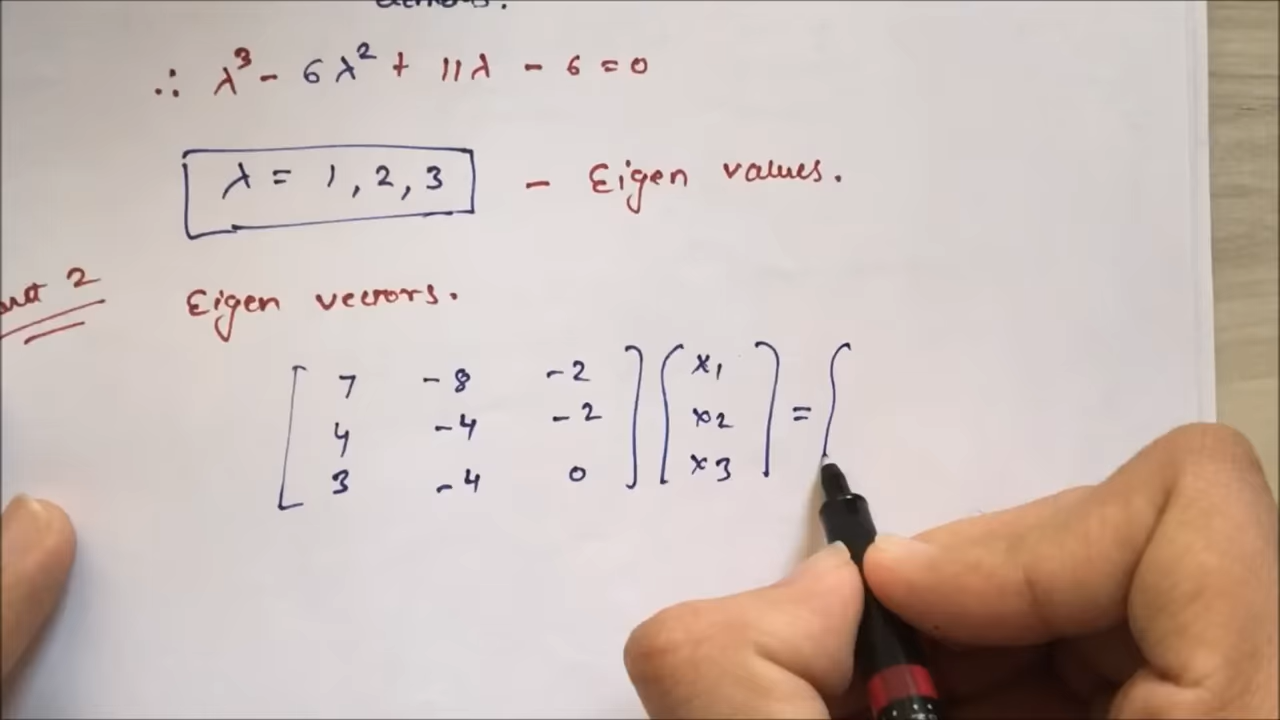 ∴ λ³ - 6λ² + 11λ - 6 = 0
λ = 1, 2, 3 - Eigen values.
2
Eigen vectors.
7 -8 -2 x₁
4 -4 -2 x₂ =
3 -4 0 x₃